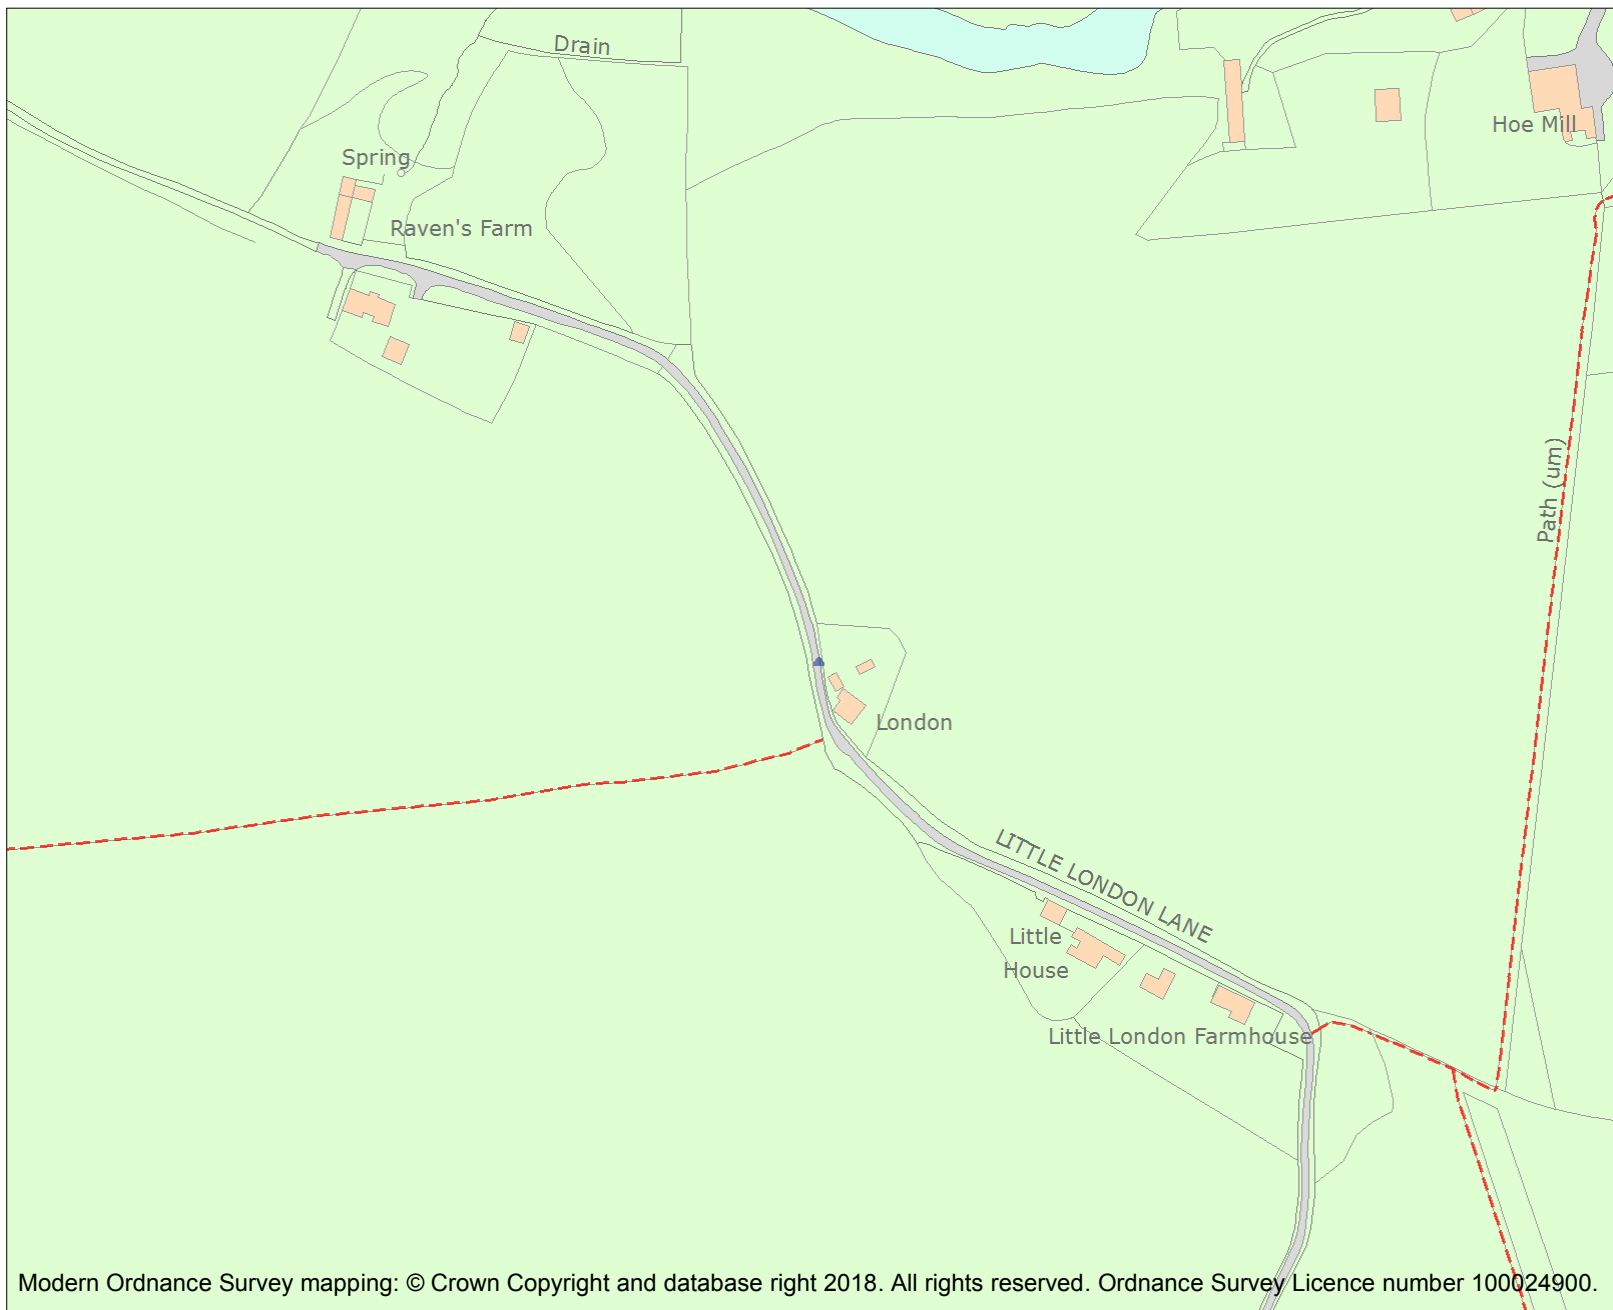 Drain
Hoe Mill
Spring
Raven's Farm
Path (um)
London
LITTLE LONDON LANE
Little
House
Little London Farmhouse
Modern Ordnance Survey mapping: © Crown Copyright and database right 2018. All rights reserved. Ordnance Survey Licence number 100024900.